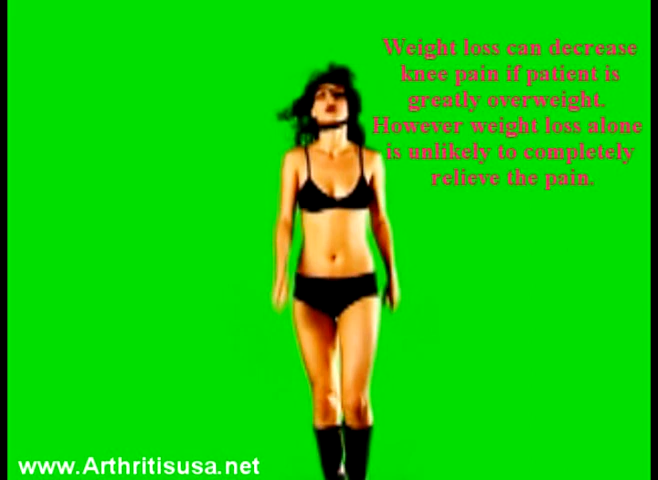 Weight loss can decrease
knee pain if patient is
greatly overweight.
However weight loss alone
is unlikely to completely
relieve the pain.
www.Arthritisusa.net